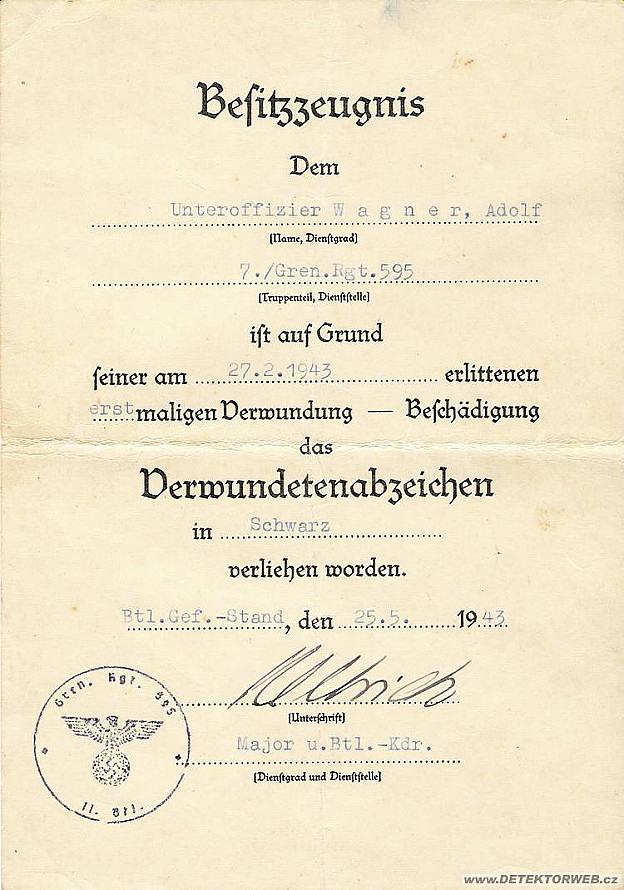 Besitzzeugnis
Dem
Unteroffizier W a g n e r, Adolf
(Name, Dienstgrad)
7./Gren.Rgt.595
(Truppenteil, Dienststelle)
ist auf Grund
seiner am 27.2.1943 erlittenen
erstmaligen Verwundung — Beschädigung
das
Verwundetenabzeichen
in Schwarz
verliehen worden.
Btl.Gef.-Stand, den 25.5. 1943
(Unterschrift)
Major u.Btl.-Kdr.
(Dienstgrad und Dienststelle)
Gren. Rgt. 595
II. Btl.
www.DETEKTORWEB.cz